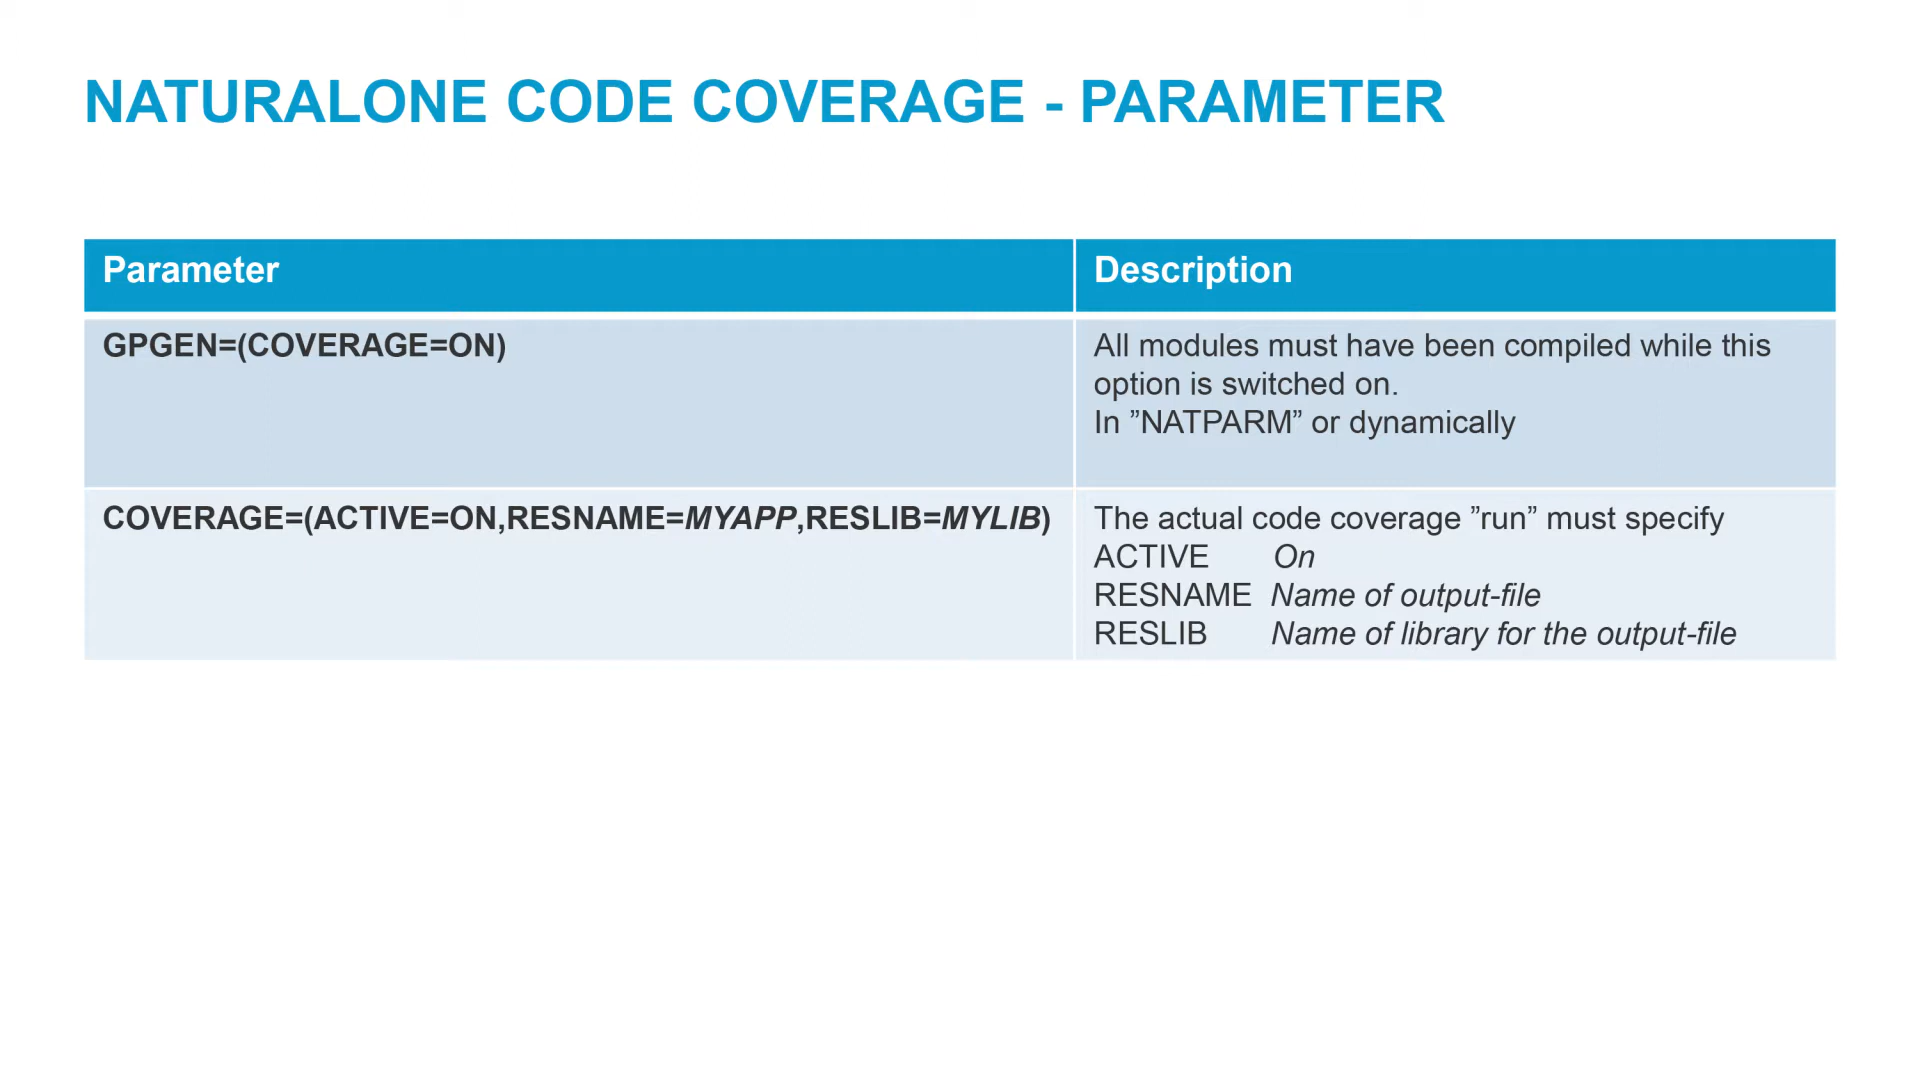 NATURALONE CODE COVERAGE - PARAMETER
Parameter
Description
GPGEN=(COVERAGE=ON)
All modules must have been compiled while this
option is switched on.
In ”NATPARM” or dynamically
COVERAGE=(ACTIVE=ON,RESNAME=MYAPP,RESLIB=MYLIB)
The actual code coverage ”run” must specify
ACTIVE On
RESNAME Name of output-file
RESLIB Name of library for the output-file